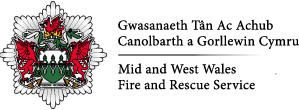 Gwasanaeth Tân Ac Achub
Canolbarth a Gorllewin Cymru
Mid and West Wales
Fire and Rescue Service